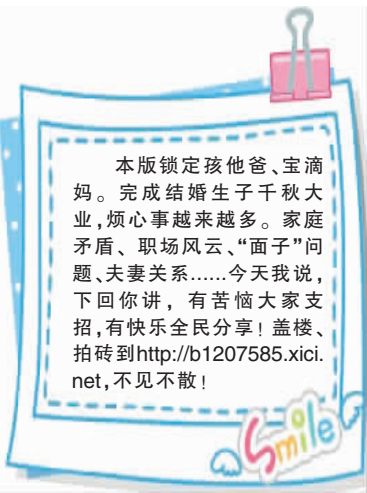 本版锁定孩他爸、宝滴
妈。完成结婚生子千秋大
业,烦心事越来越多。家庭
矛盾、职场风云、“面子”问
题、夫妻关系......今天我说,
下回你讲,有苦恼大家支
招,有快乐全民分享!盖楼、
拍砖到http://b1207585.xici.
net,不见不散!
Smile